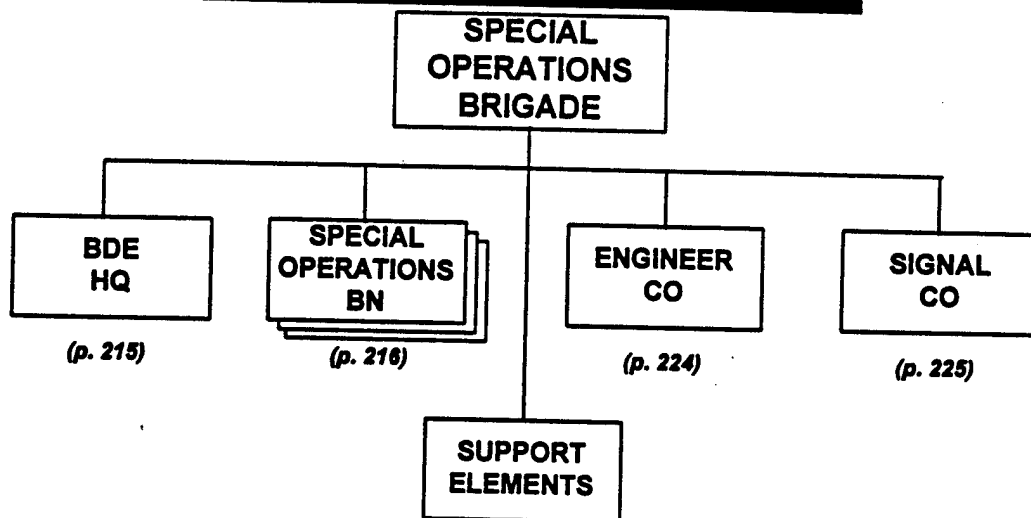 SPECIAL
OPERATIONS
BRIGADE
BDE
HQ
(p. 215)
SPECIAL
OPERATIONS
BN
(p. 216)
ENGINEER
CO
(p. 224)
SIGNAL
CO
(p. 225)
SUPPORT
ELEMENTS